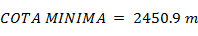 COTA MINIMA = 2450.9 m